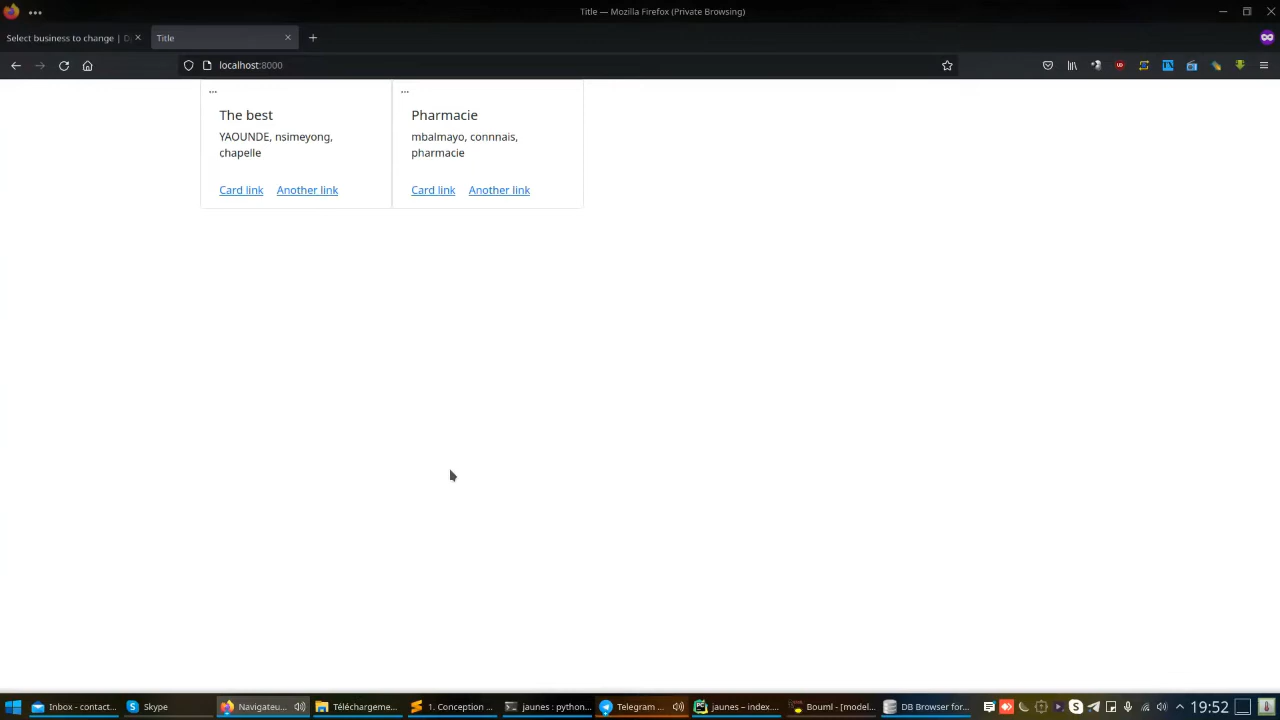 Title — Mozilla Firefox (Private Browsing)
Select business to change | D
Title
localhost:8000
...
The best
YAOUNDE, nsimeyong,
chapelle
Card link Another link
...
Pharmacie
mbalmayo, connnais,
pharmacie
Card link Another link
Inbox - contact...
Skype
Navigateu...
Téléchargeme...
1. Conception ...
jaunes : python...
Telegram ...
jaunes – index....
Bouml - [model...
DB Browser for...
19:52